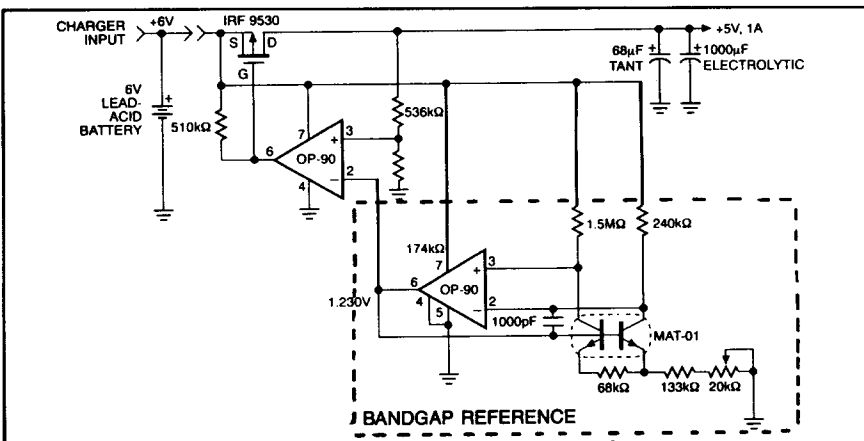 CHARGER INPUT
+6V
IRF 9530
S
D
G
+5V, 1A
68μF TANT
1000μF ELECTROLYTIC
6V LEAD-ACID BATTERY
510kΩ
536kΩ
7
6
OP-90
+
3
−
2
4
1.5MΩ
240kΩ
174kΩ
7
6
OP-90
+
3
−
2
4
5
1.230V
1000pF
MAT-01
68kΩ
133kΩ
20kΩ
BANDGAP REFERENCE